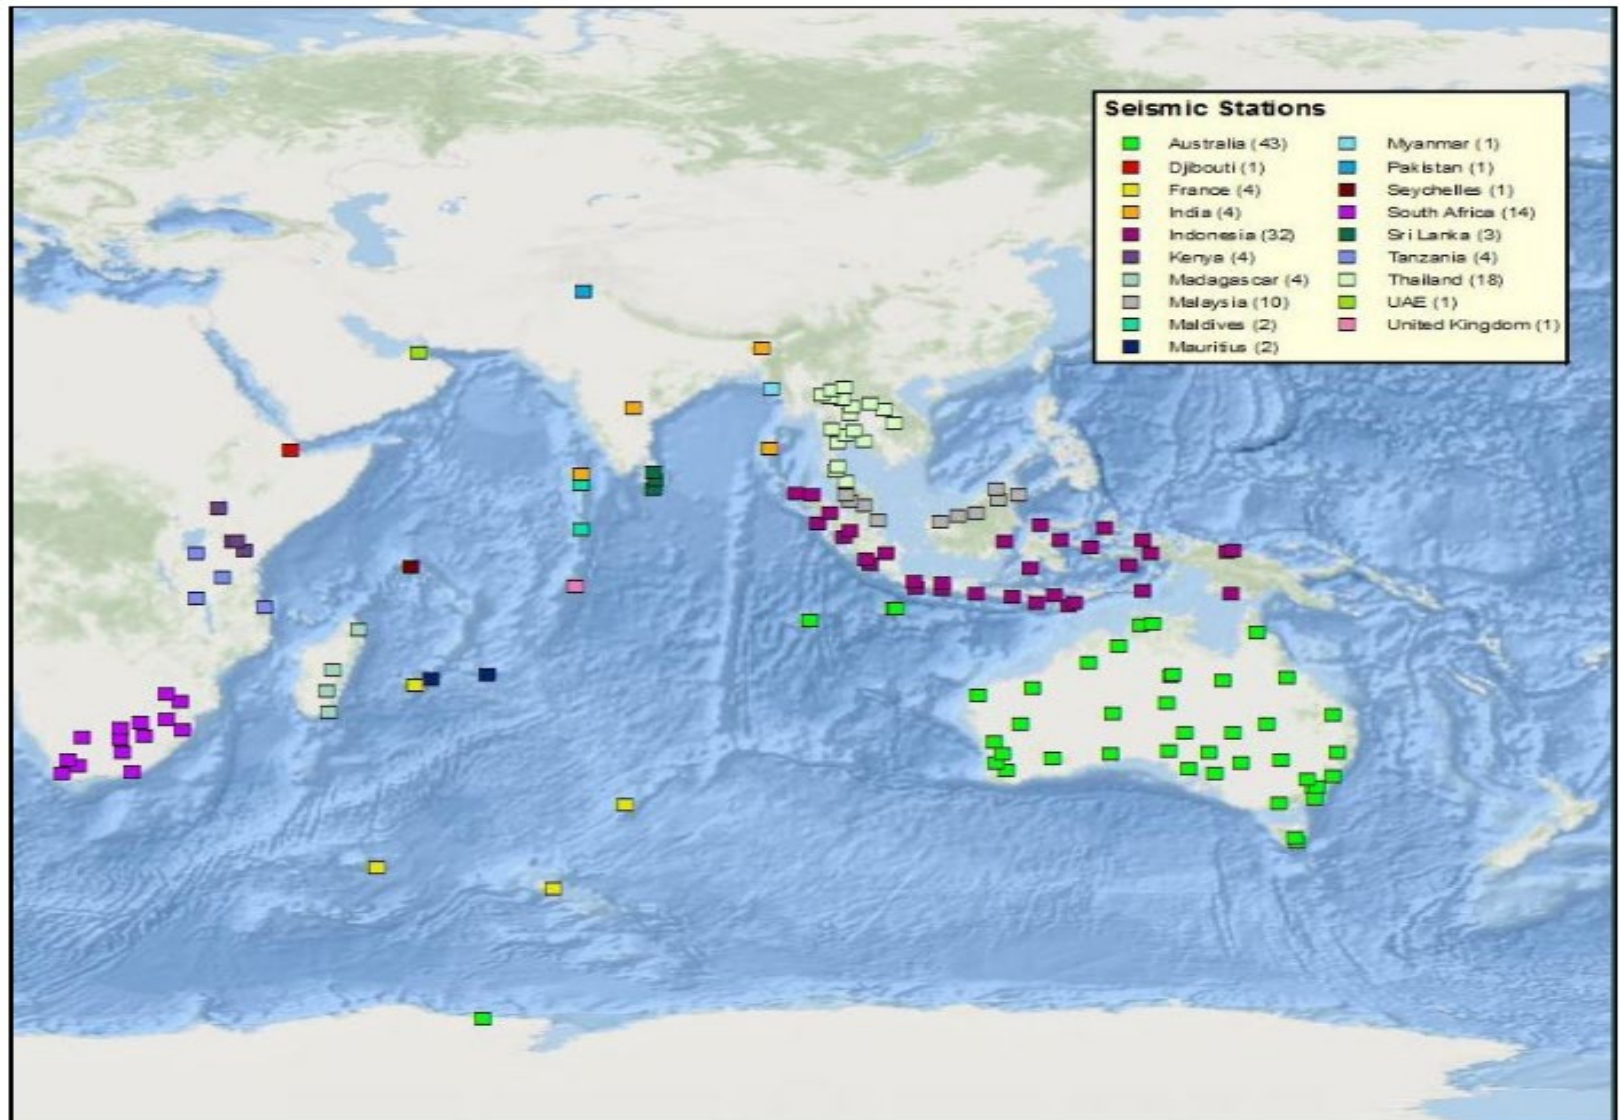 Seismic Stations
Australia (43)
Djibouti (1)
France (4)
India (4)
Indonesia (32)
Kenya (4)
Madagascar (4)
Malaysia (10)
Maldives (2)
Mauritius (2)
Myanmar (1)
Pakistan (1)
Seychelles (1)
South Africa (14)
Sri Lanka (3)
Tanzania (4)
Thailand (18)
UAE (1)
United Kingdom (1)